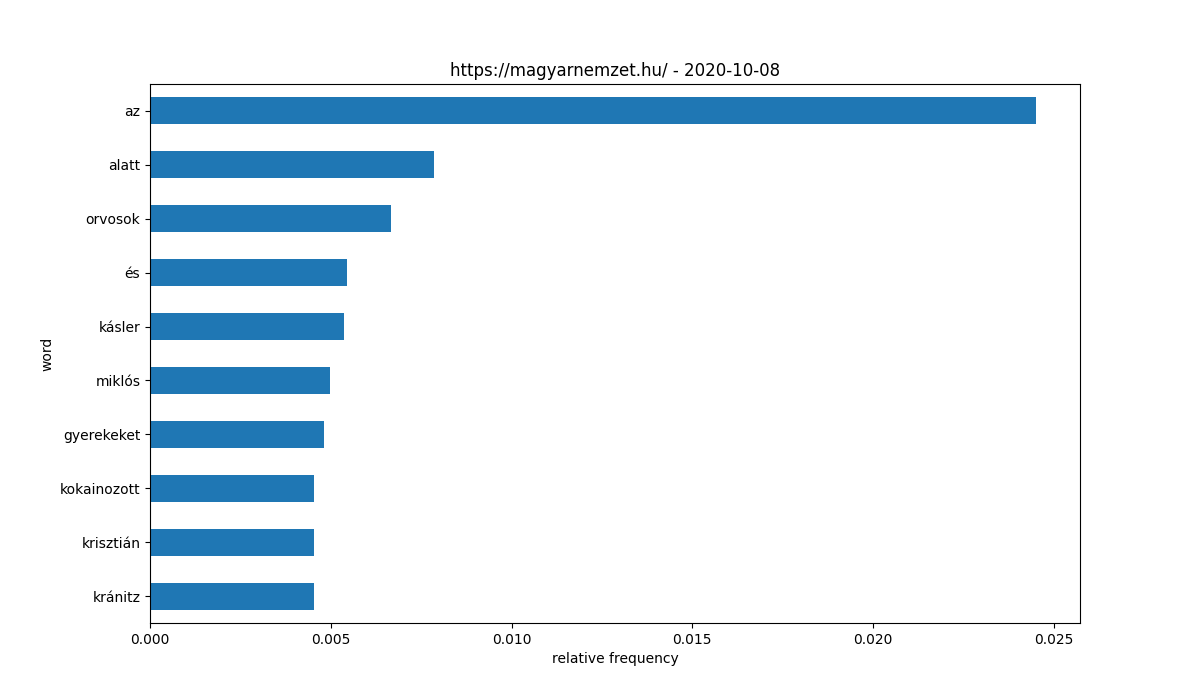 https://magyarnemzet.hu/ - 2020-10-08
az
alatt
orvosok
és
kásler
miklós
gyerekeket
kokainozott
krisztián
kránitz
word
0.000 0.005 0.010 0.015 0.020 0.025
relative frequency